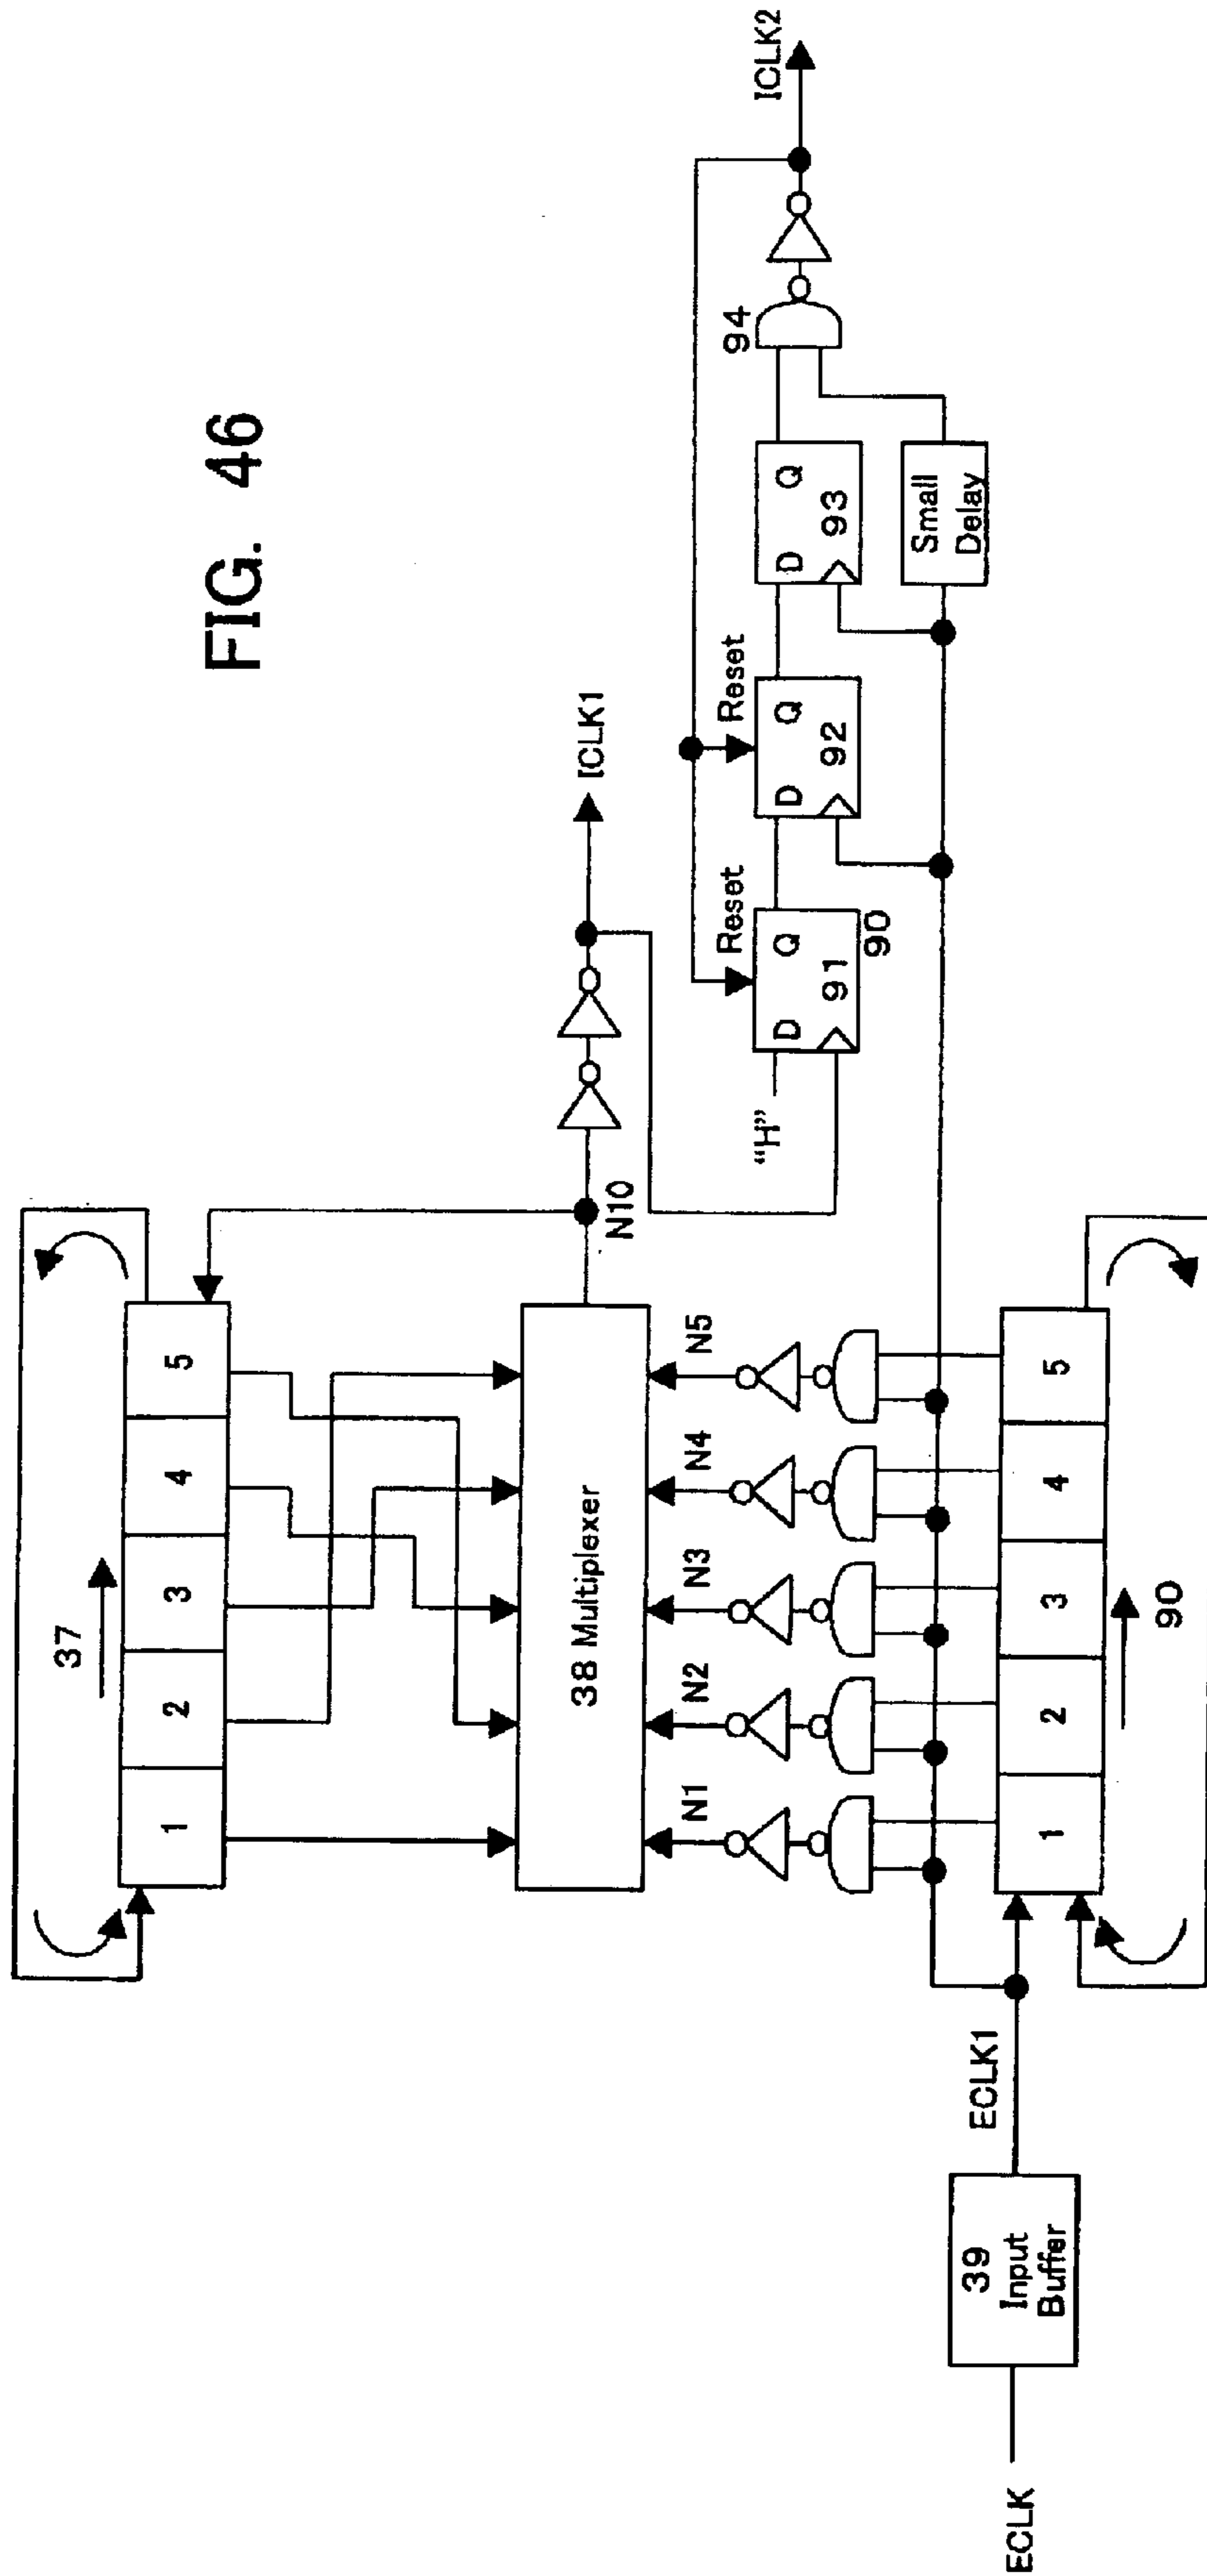 FIG. 46
37
1 2 3 4 5
38 Multiplexer
N10
ICLK1
N1 N2 N3 N4 N5
1 2 3 4 5
90
ECLK
39
Input
Buffer
ECLK1
"H"
D Q
91
90
Reset
D Q
92
Reset
D Q
93
Small
Delay
94
ICLK2